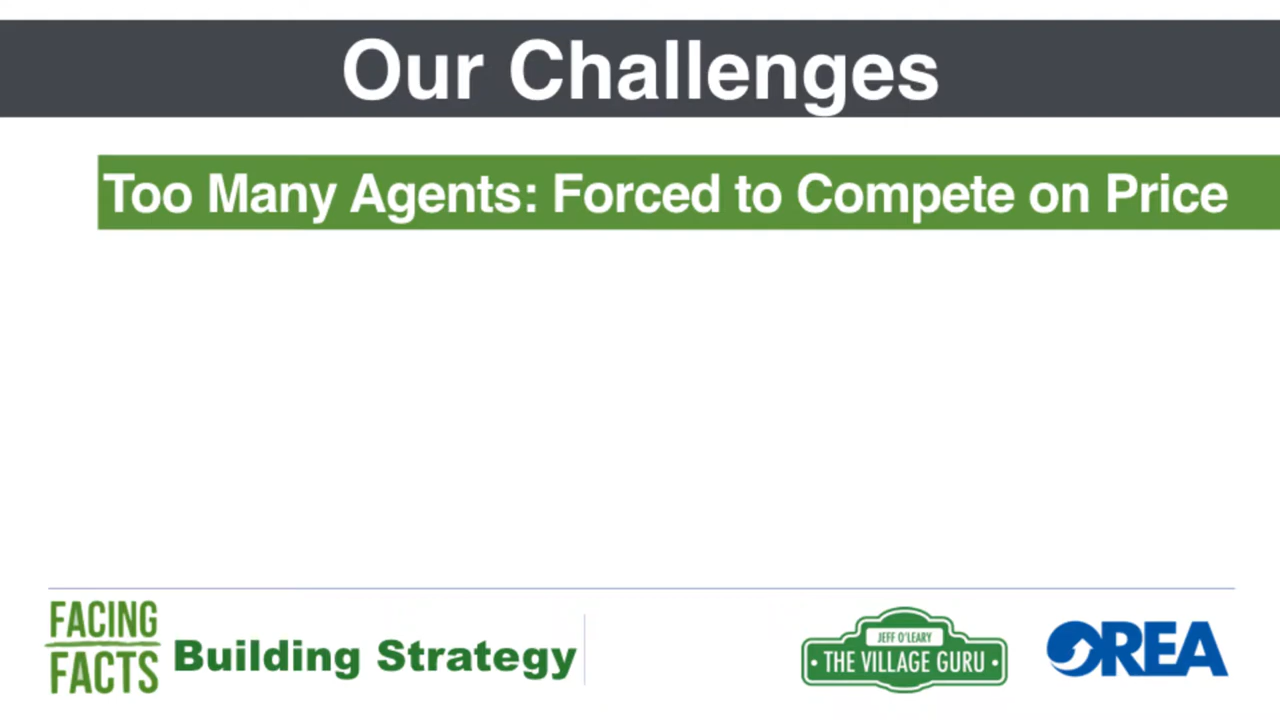 Our Challenges
Too Many Agents: Forced to Compete on Price
FACING
FACTS
Building Strategy
JEFF O'LEARY
• THE VILLAGE GURU •
OREA